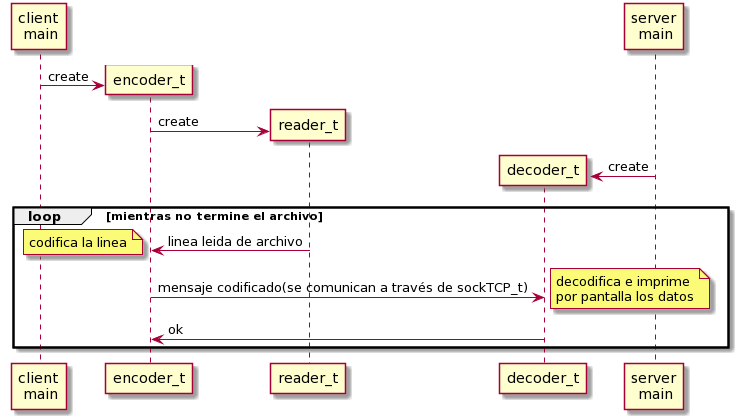 client
main
server
main
create
encoder_t
create
reader_t
create
decoder_t
loop
[mientras no termine el archivo]
linea leida de archivo
codifica la linea
mensaje codificado(se comunican a través de sockTCP_t)
decodifica e imprime
por pantalla los datos
ok
client
main
encoder_t
reader_t
decoder_t
server
main